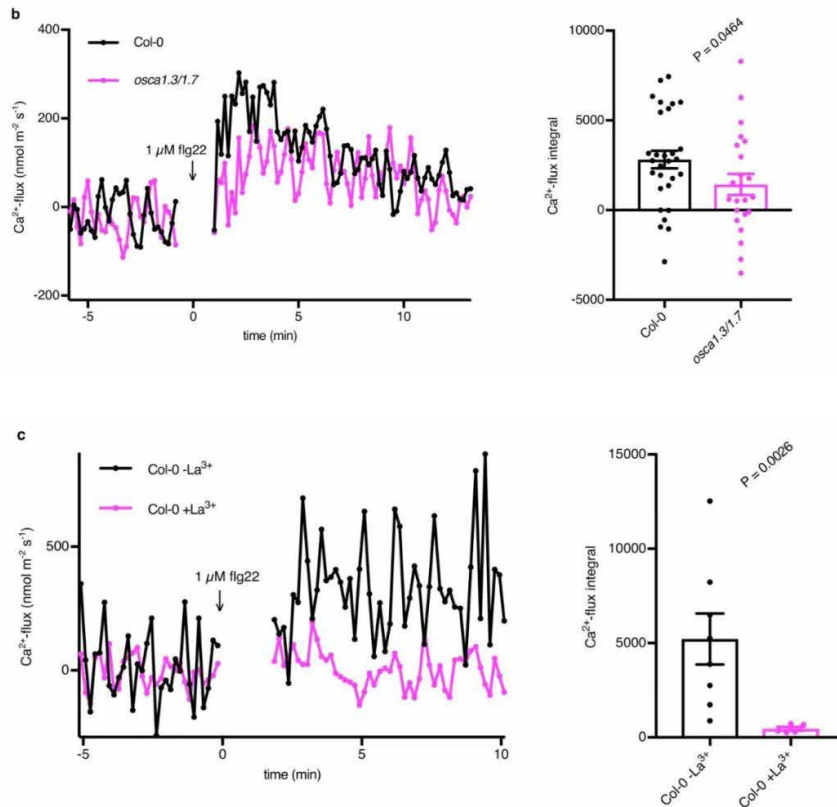 b
Ca²⁺-flux (nmol m⁻² s⁻¹)
400
200
0
-200
Col-0
osca1.3/1.7
1 µM flg22
-5
0
5
10
time (min)
Ca²⁺-flux integral
10000
5000
0
-5000
P = 0.0464
Col-0
osca1.3/1.7
c
Ca²⁺-flux (nmol m⁻² s⁻¹)
500
0
Col-0 -La³⁺
Col-0 +La³⁺
1 µM flg22
-5
0
5
10
time (min)
Ca²⁺-flux integral
15000
10000
5000
0
P = 0.0026
Col-0 -La³⁺
Col-0 +La³⁺